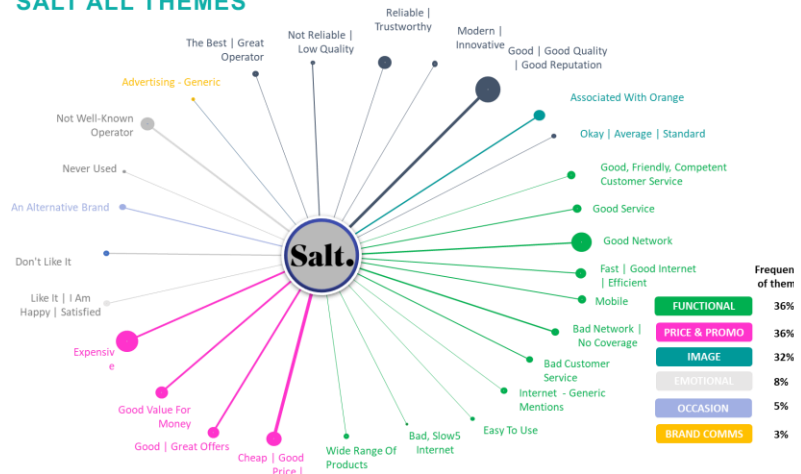 SALT ALL THEMES
Reliable |
Trustworthy
Modern |
Innovative
Not Reliable |
Low Quality
The Best | Great
Operator
Good | Good Quality
| Good Reputation
Advertising - Generic
Associated With Orange
Not Well-Known
Operator
Okay | Average | Standard
Never Used
Good, Friendly, Competent
Customer Service
An Alternative Brand
Good Service
Salt.
Good Network
Don't Like It
Fast | Good Internet
| Efficient
Like It | I Am
Happy | Satisfied
Mobile
Bad Network |
No Coverage
Expensiv
e
Bad Customer
Service
Good Value For
Money
Internet - Generic
Mentions
Good | Great Offers
Easy To Use
Cheap | Good
Price |
Wide Range Of
Products
Bad, Slow5
Internet
Frequen
of them
FUNCTIONAL 36%
PRICE & PROMO 36%
IMAGE 32%
EMOTIONAL 8%
OCCASION 5%
BRAND COMMS 3%